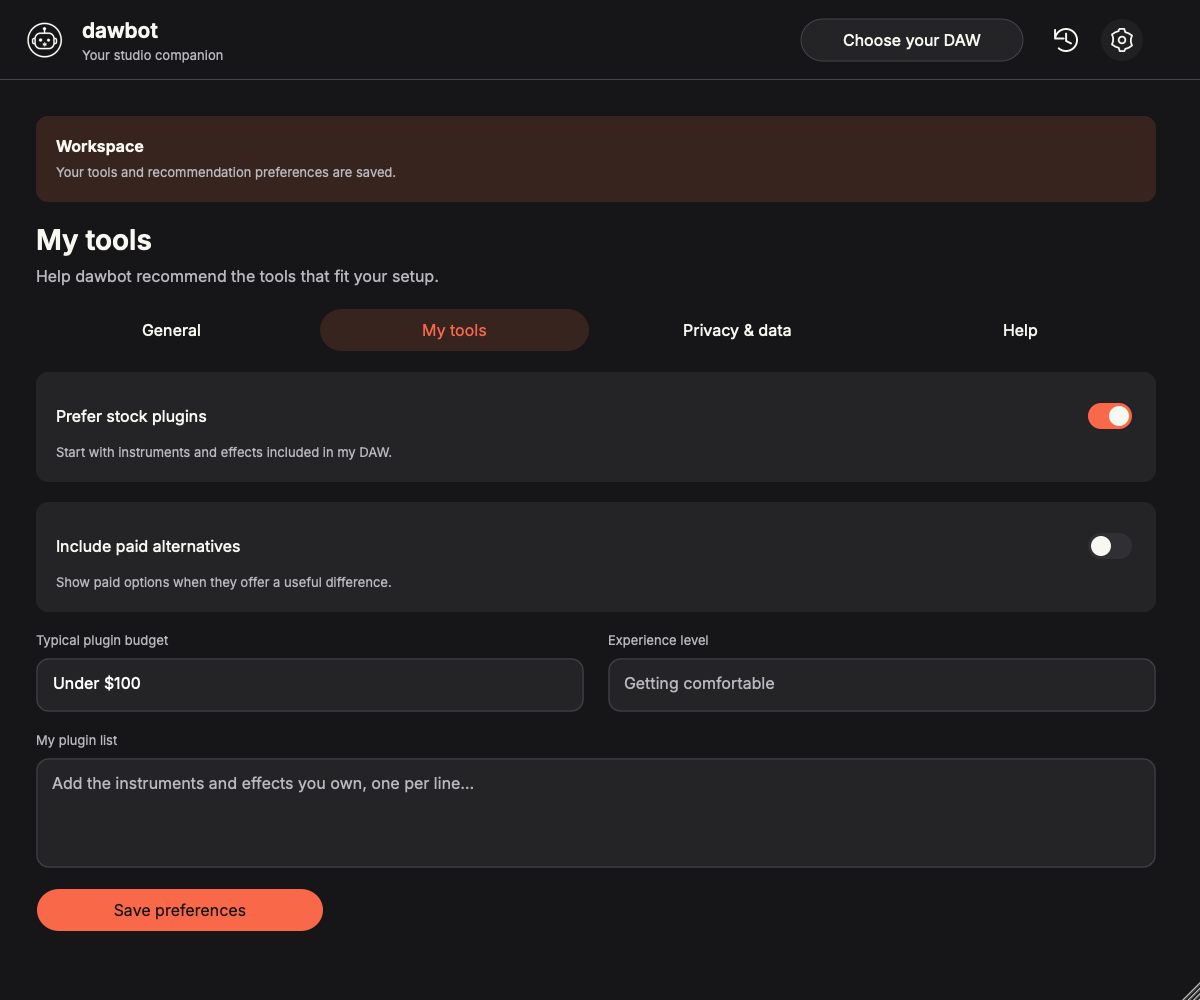 dawbot
Your studio companion
Choose your DAW
Workspace
Your tools and recommendation preferences are saved.
My tools
Help dawbot recommend the tools that fit your setup.
General
My tools
Privacy & data
Help
Prefer stock plugins
Start with instruments and effects included in my DAW.
Include paid alternatives
Show paid options when they offer a useful difference.
Typical plugin budget
Experience level
Under $100
Getting comfortable
My plugin list
Add the instruments and effects you own, one per line...
Save preferences